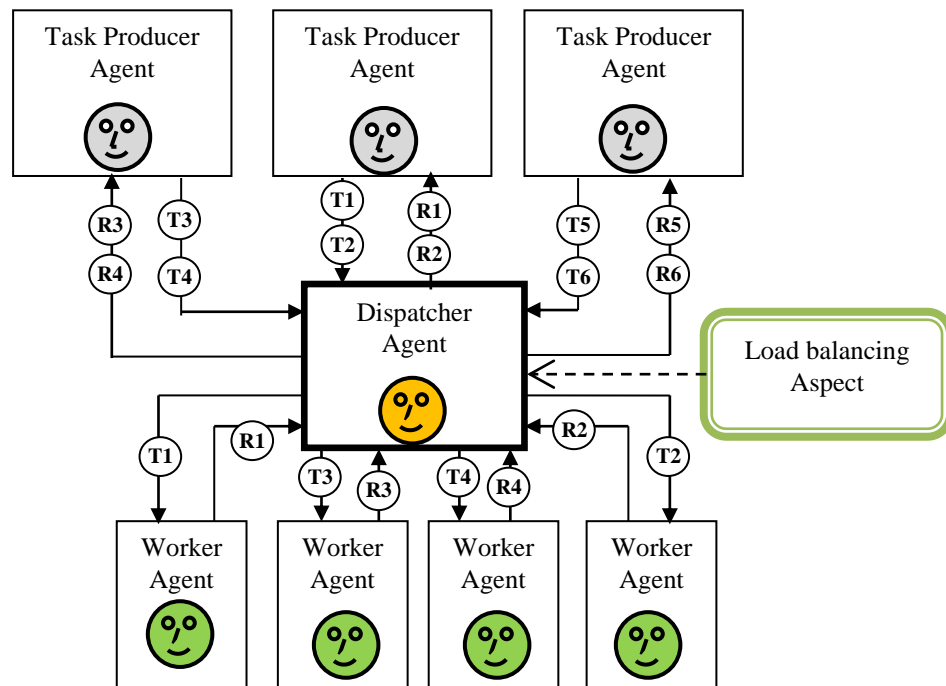 Task Producer
Agent
Task Producer
Agent
Task Producer
Agent
R3
T3
T1
R1
T5
R5
R4
T4
T2
R2
T6
R6
Dispatcher
Agent
Load balancing
Aspect
T1
R1
T3
R3
T4
R4
R2
T2
Worker
Agent
Worker
Agent
Worker
Agent
Worker
Agent